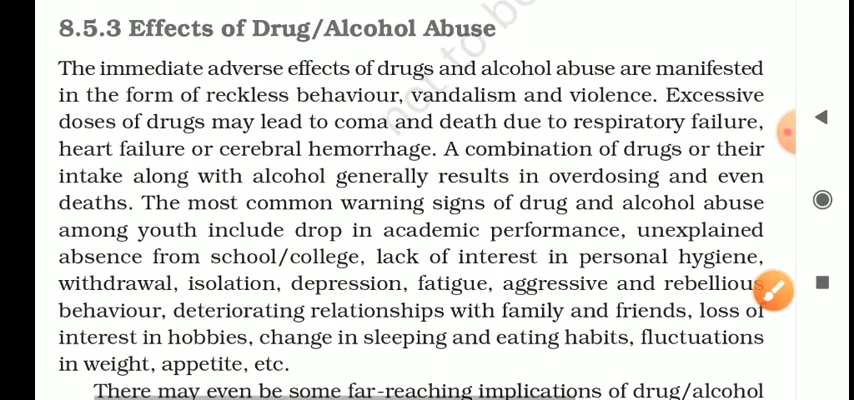 8.5.3 Effects of Drug/Alcohol Abuse
The immediate adverse effects of drugs and alcohol abuse are manifested
in the form of reckless behaviour, vandalism and violence. Excessive
doses of drugs may lead to coma and death due to respiratory failure,
heart failure or cerebral hemorrhage. A combination of drugs or their
intake along with alcohol generally results in overdosing and even
deaths. The most common warning signs of drug and alcohol abuse
among youth include drop in academic performance, unexplained
absence from school/college, lack of interest in personal hygiene,
withdrawal, isolation, depression, fatigue, aggressive and rebellious
behaviour, deteriorating relationships with family and friends, loss of
interest in hobbies, change in sleeping and eating habits, fluctuations
in weight, appetite, etc.
There may even be some far-reaching implications of drug/alcohol
not to be